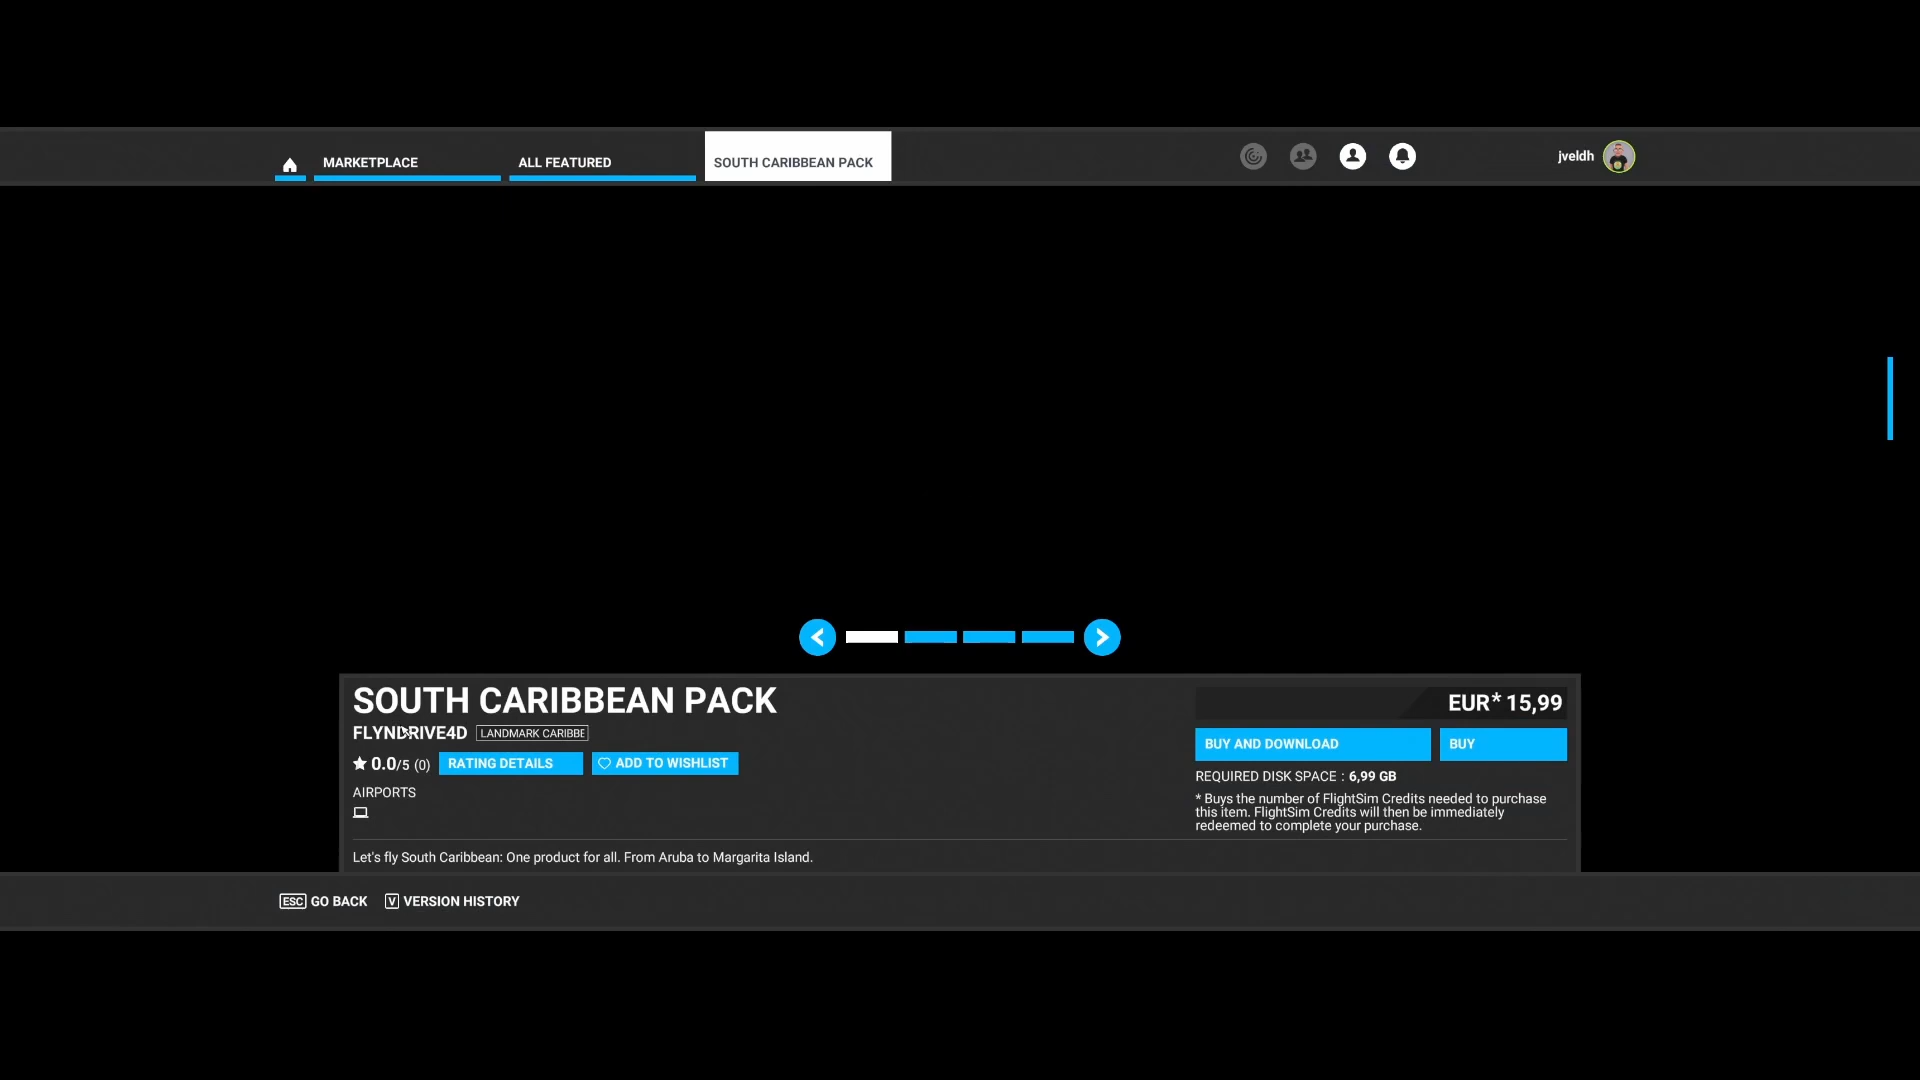 MARKETPLACE
ALL FEATURED
SOUTH CARIBBEAN PACK
jveldh
SOUTH CARIBBEAN PACK
FLYNDRIVE4D LANDMARK CARIBBE
0.0/5 (0) RATING DETAILS ADD TO WISHLIST
AIRPORTS
EUR* 15,99
BUY AND DOWNLOAD BUY
REQUIRED DISK SPACE : 6,99 GB
* Buys the number of FlightSim Credits needed to purchase
this item. FlightSim Credits will then be immediately
redeemed to complete your purchase.
Let's fly South Caribbean: One product for all. From Aruba to Margarita Island.
ESC GO BACK V VERSION HISTORY